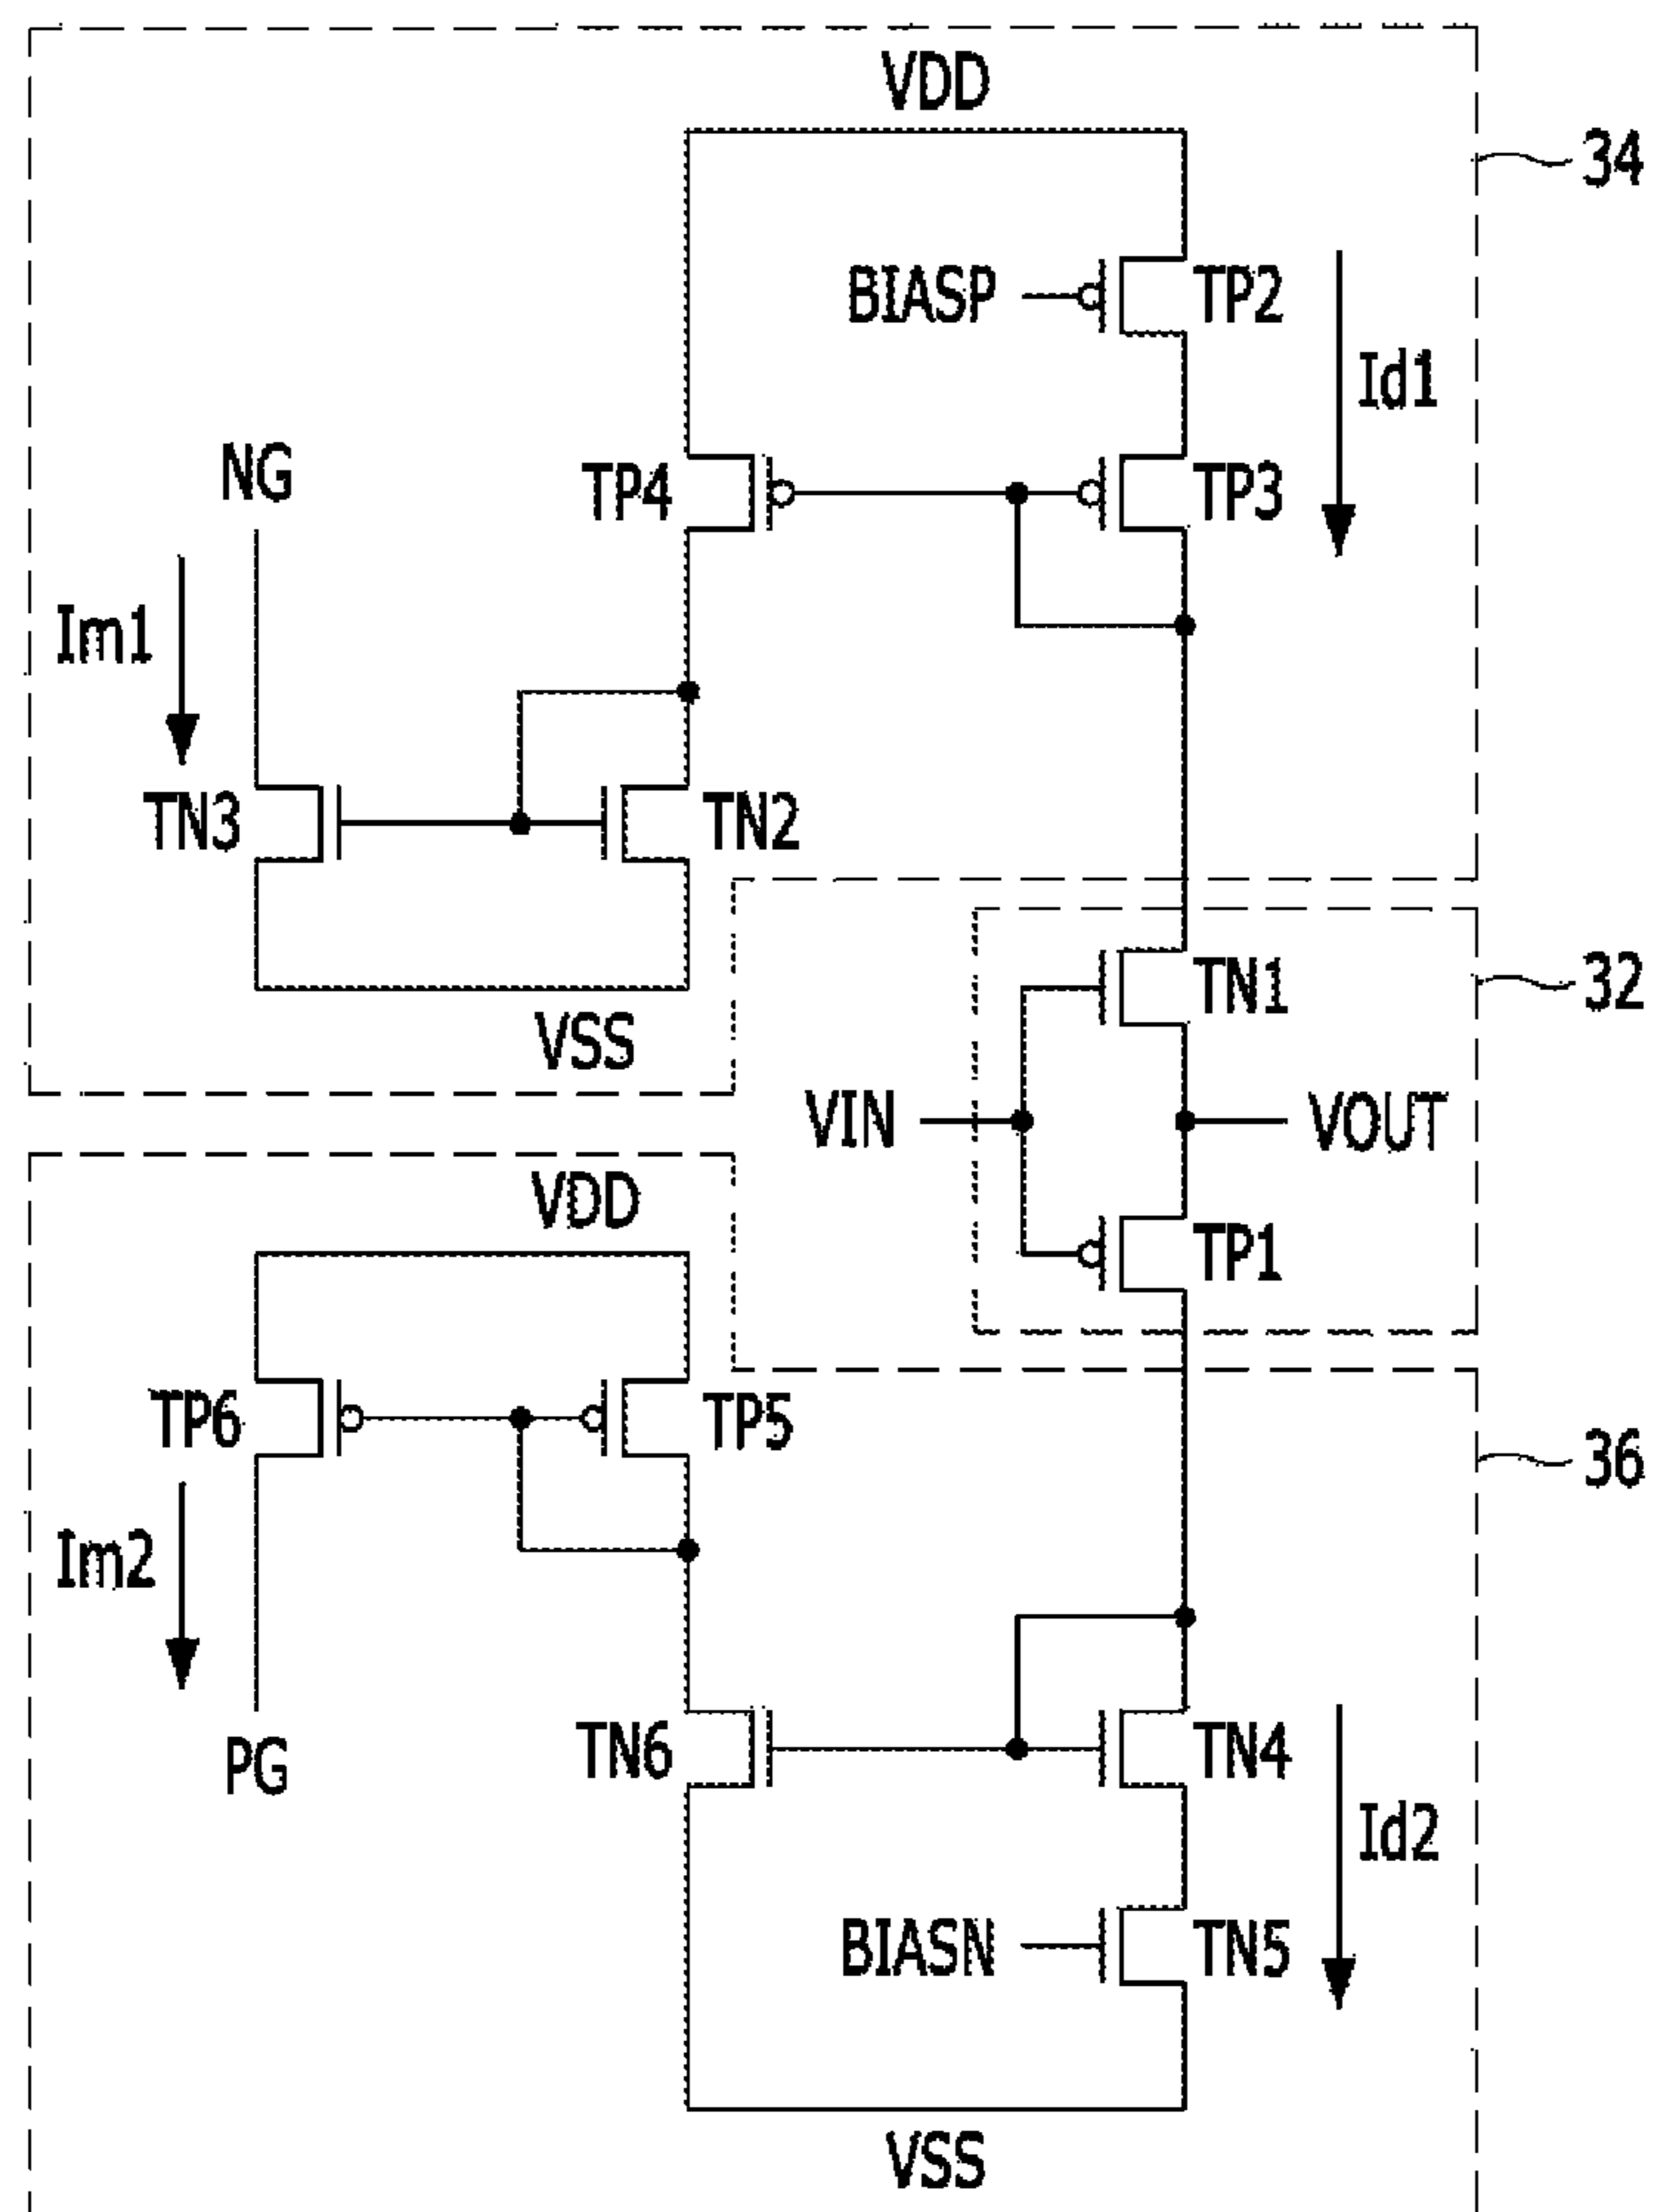 VDD
34
BIASP
TP2
Id1
NG
TP4
TP3
Im1
TN3
TN2
VSS
TN1
32
VIN
VOUT
VDD
TP1
TP6
TP5
36
Im2
PG
TN6
TN4
Id2
BIASN
TN5
VSS